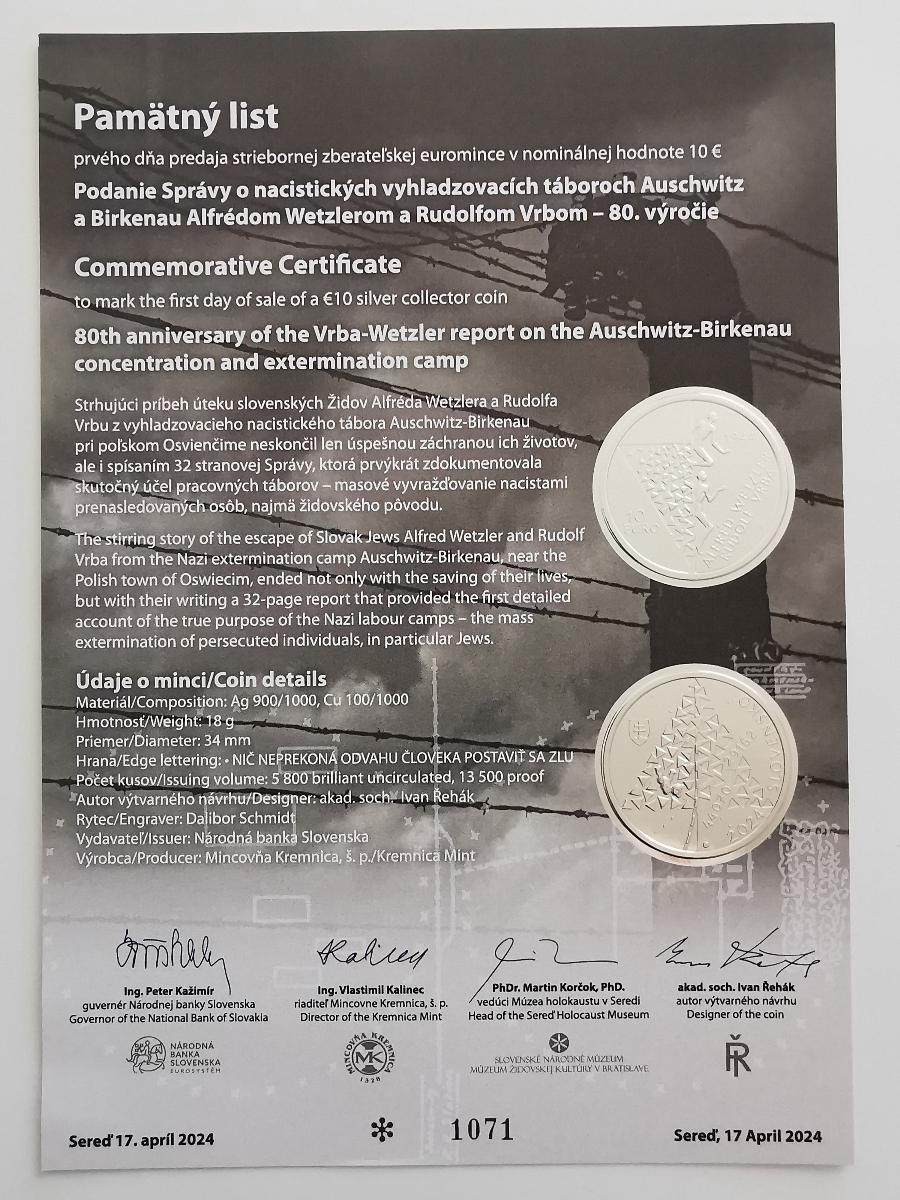 Pamätný list
prvého dňa predaja striebornej zberateľskej euromince v nominálnej hodnote 10 €
Podanie Správy o nacistických vyhladzovacích táboroch Auschwitz
a Birkenau Alfrédom Wetzlerom a Rudolfom Vrbom – 80. výročie
Commemorative Certificate
to mark the first day of sale of a €10 silver collector coin
80th anniversary of the Vrba-Wetzler report on the Auschwitz-Birkenau
concentration and extermination camp
Strhujúci príbeh úteku slovenských Židov Alfréda Wetzlera a Rudolfa
Vrbu z vyhladzovacieho nacistického tábora Auschwitz-Birkenau
pri poľskom Osvienčime neskončil len úspešnou záchranou ich životov,
ale i spísaním 32 stranovej Správy, ktorá prvýkrát zdokumentovala
skutočný účel pracovných táborov – masové vyvražďovanie nacistami
prenasledovaných osôb, najmä židovského pôvodu.
The stirring story of the escape of Slovak Jews Alfred Wetzler and Rudolf
Vrba from the Nazi extermination camp Auschwitz-Birkenau, near the
Polish town of Oswiecim, ended not only with the saving of their lives,
but with their writing a 32-page report that provided the first detailed
account of the true purpose of the Nazi labour camps – the mass
extermination of persecuted individuals, in particular Jews.
10
EURO
ALFRÉD WETZLER
RUDOLF VRBA
Údaje o minci/Coin details
Materiál/Composition: Ag 900/1000, Cu 100/1000
Hmotnosť/Weight: 18 g
Priemer/Diameter: 34 mm
Hrana/Edge lettering: • NIČ NEPREKONÁ ODVAHU ČLOVEKA POSTAVIŤ SA ZLU
Počet kusov/Issuing volume: 5 800 brilliant uncirculated, 13 500 proof
Autor výtvarného návrhu/Designer: akad. soch. Ivan Řehák
Rytec/Engraver: Dalibor Schmidt
Vydavateľ/Issuer: Národná banka Slovenska
Výrobca/Producer: Mincovňa Kremnica, š. p./Kremnica Mint
SLOVENSKO
29162
44070
2024
Ing. Peter Kažimír
guvernér Národnej banky Slovenska
Governor of the National Bank of Slovakia
Ing. Vlastimil Kalinec
riaditeľ Mincovne Kremnica, š. p.
Director of the Kremnica Mint
PhDr. Martin Korčok, PhD.
vedúci Múzea holokaustu v Seredi
Head of the Sereď Holocaust Museum
akad. soch. Ivan Řehák
autor výtvarného návrhu
Designer of the coin
NÁRODNÁ
BANKA
SLOVENSKA
EUROSYSTÉM
MINCOVŇA KREMNICA
MK
1328
SLOVENSKÉ NÁRODNÉ MÚZEUM
MÚZEUM ŽIDOVSKEJ KULTÚRY V BRATISLAVE
Sereď 17. apríl 2024
1071
Sereď, 17 April 2024